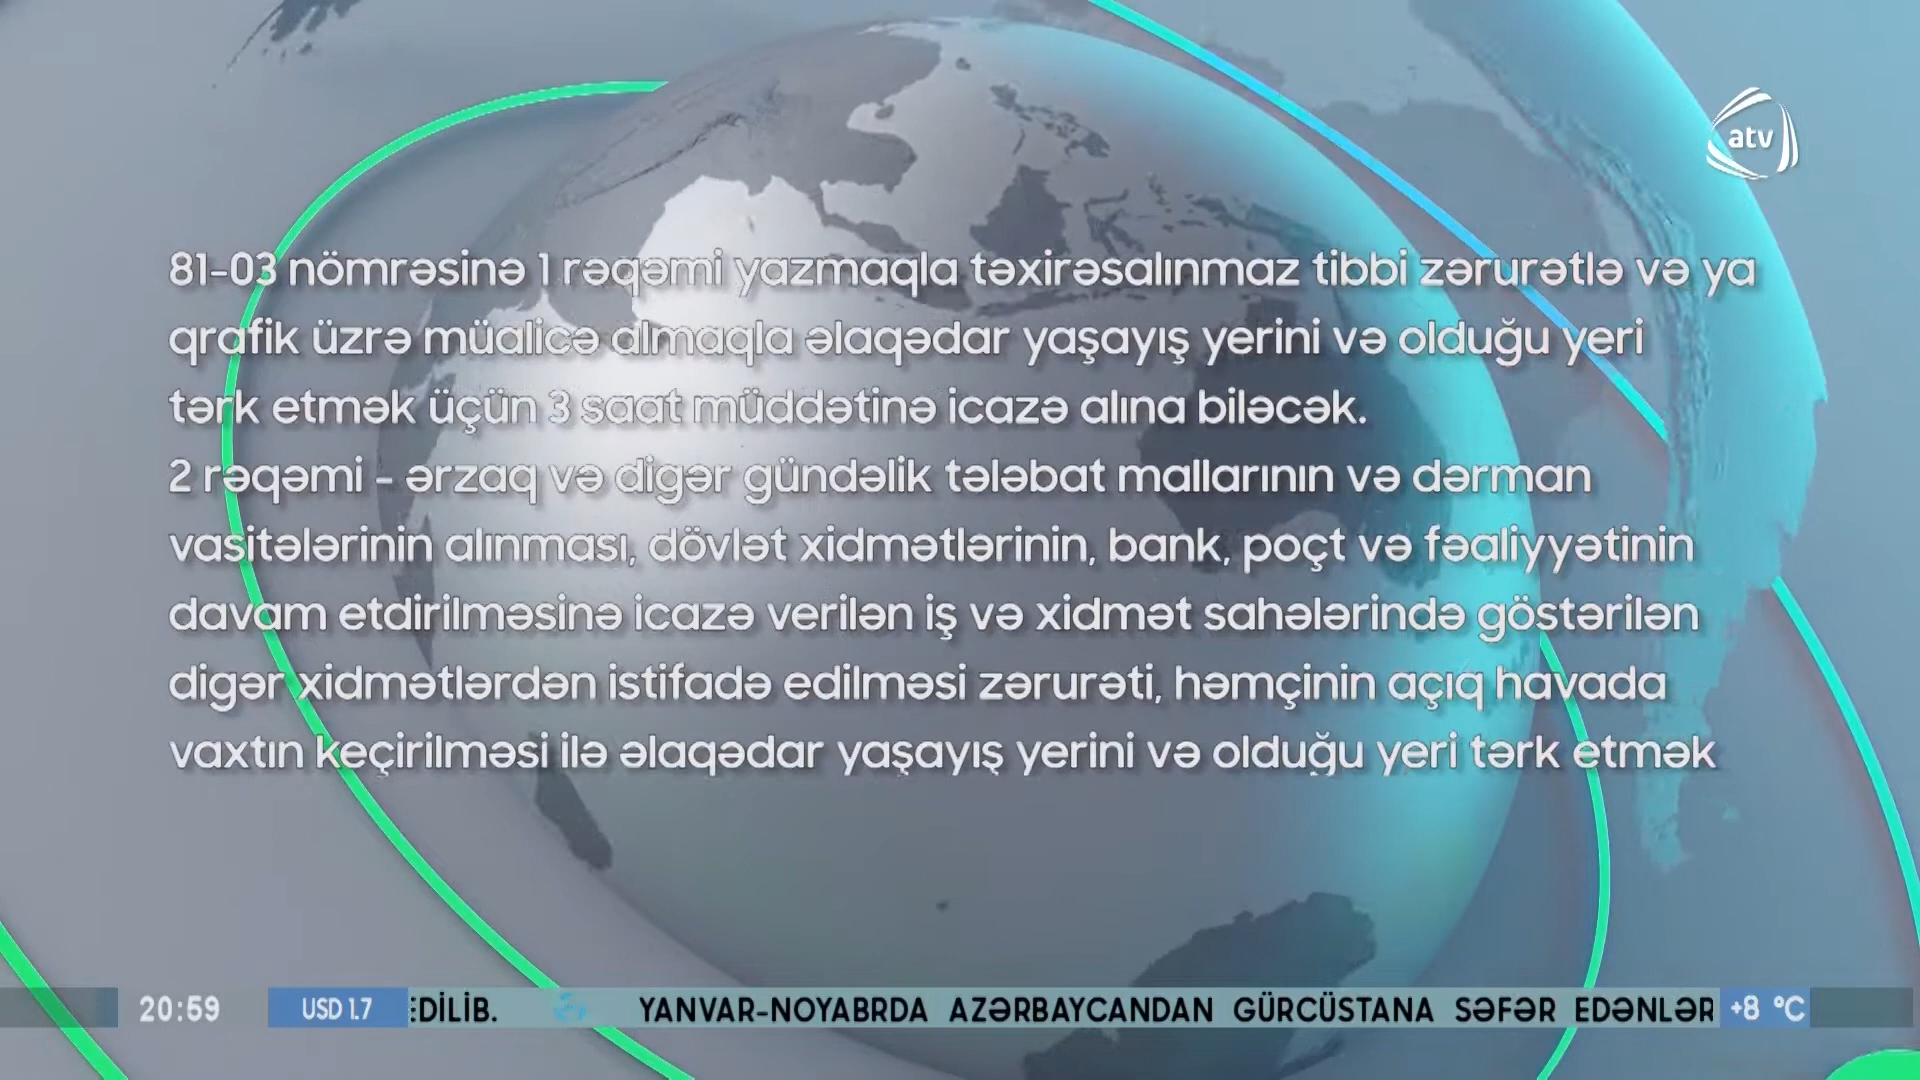 atv
81-03 nömrəsinə 1 rəqəmi yazmaqla təxirəsalınmaz tibbi zərurətlə və ya
qrafik üzrə müalicə almaqla əlaqədar yaşayış yerini və olduğu yeri
tərk etmək üçün 3 saat müddətinə icazə alına biləcək.
2 rəqəmi - ərzaq və digər gündəlik tələbat mallarının və dərman
vasitələrinin alınması, dövlət xidmətlərinin, bank, poçt və fəaliyyətinin
davam etdirilməsinə icazə verilən iş və xidmət sahələrində göstərilən
digər xidmətlərdən istifadə edilməsi zərurəti, həmçinin açıq havada
vaxtın keçirilməsi ilə əlaqədar yaşayış yerini və olduğu yeri tərk etmək
20:59 USD 1.7 EDİLİB. YANVAR-NOYABRDA AZƏRBAYCANDAN GÜRCÜSTANA SƏFƏR EDƏNLƏR +8 °C